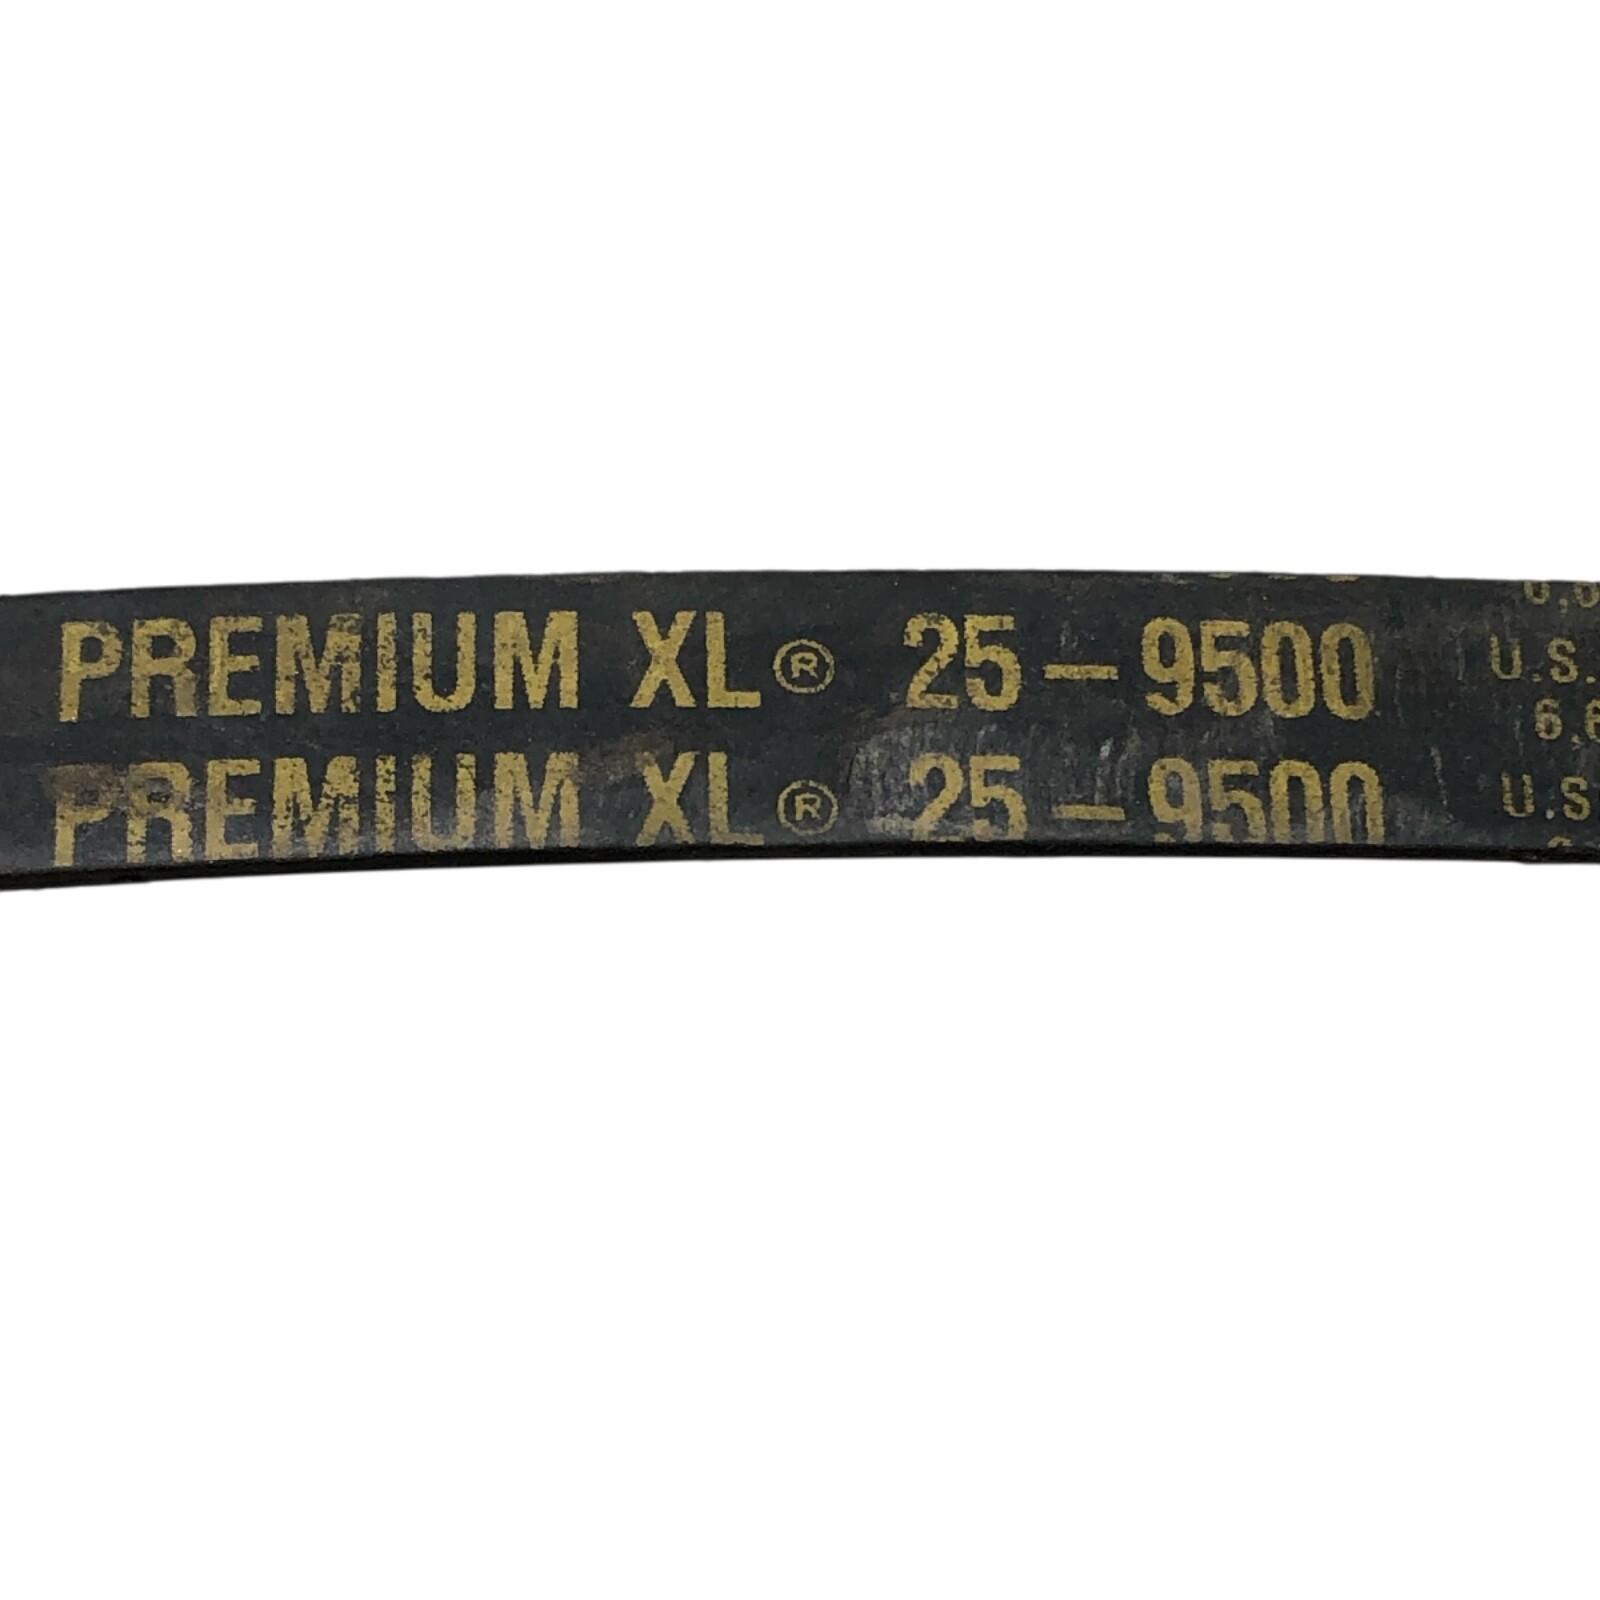 PREMIUM XL® 25-9500 U.S.
PREMIUM XL® 25-9500 U.S